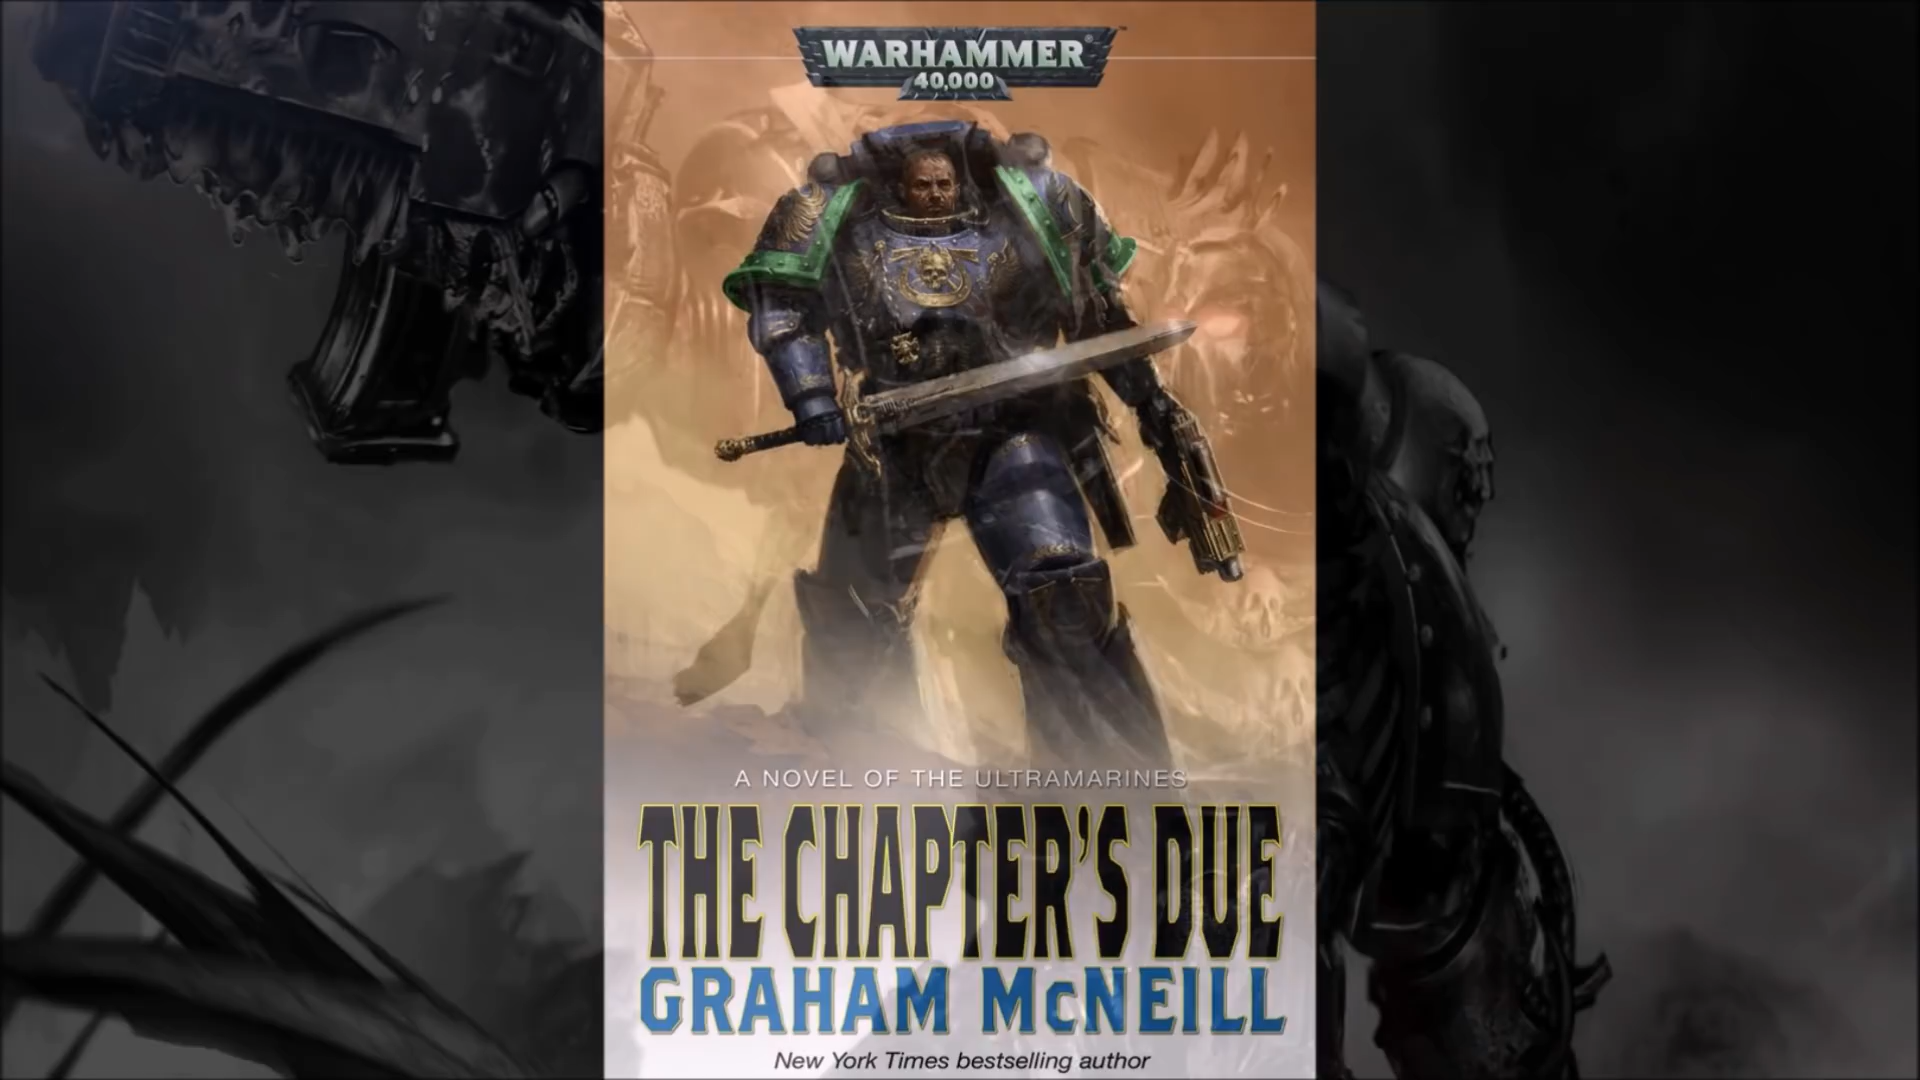 WARHAMMER®
40,000
A NOVEL OF THE ULTRAMARINES
THE CHAPTER'S DUE
GRAHAM McNEILL
New York Times bestselling author